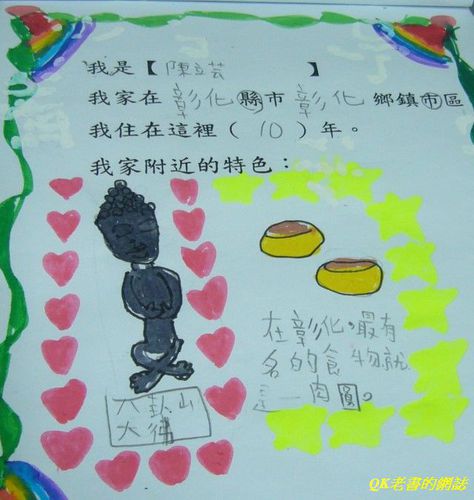 我是【陳立芸】
我家在彰化縣市彰化鄉鎮市區
我住在這裡(10)年。
我家附近的特色：
八卦山
大佛
在彰化，最有
名的食物就
一肉圓。
QK老書的網誌